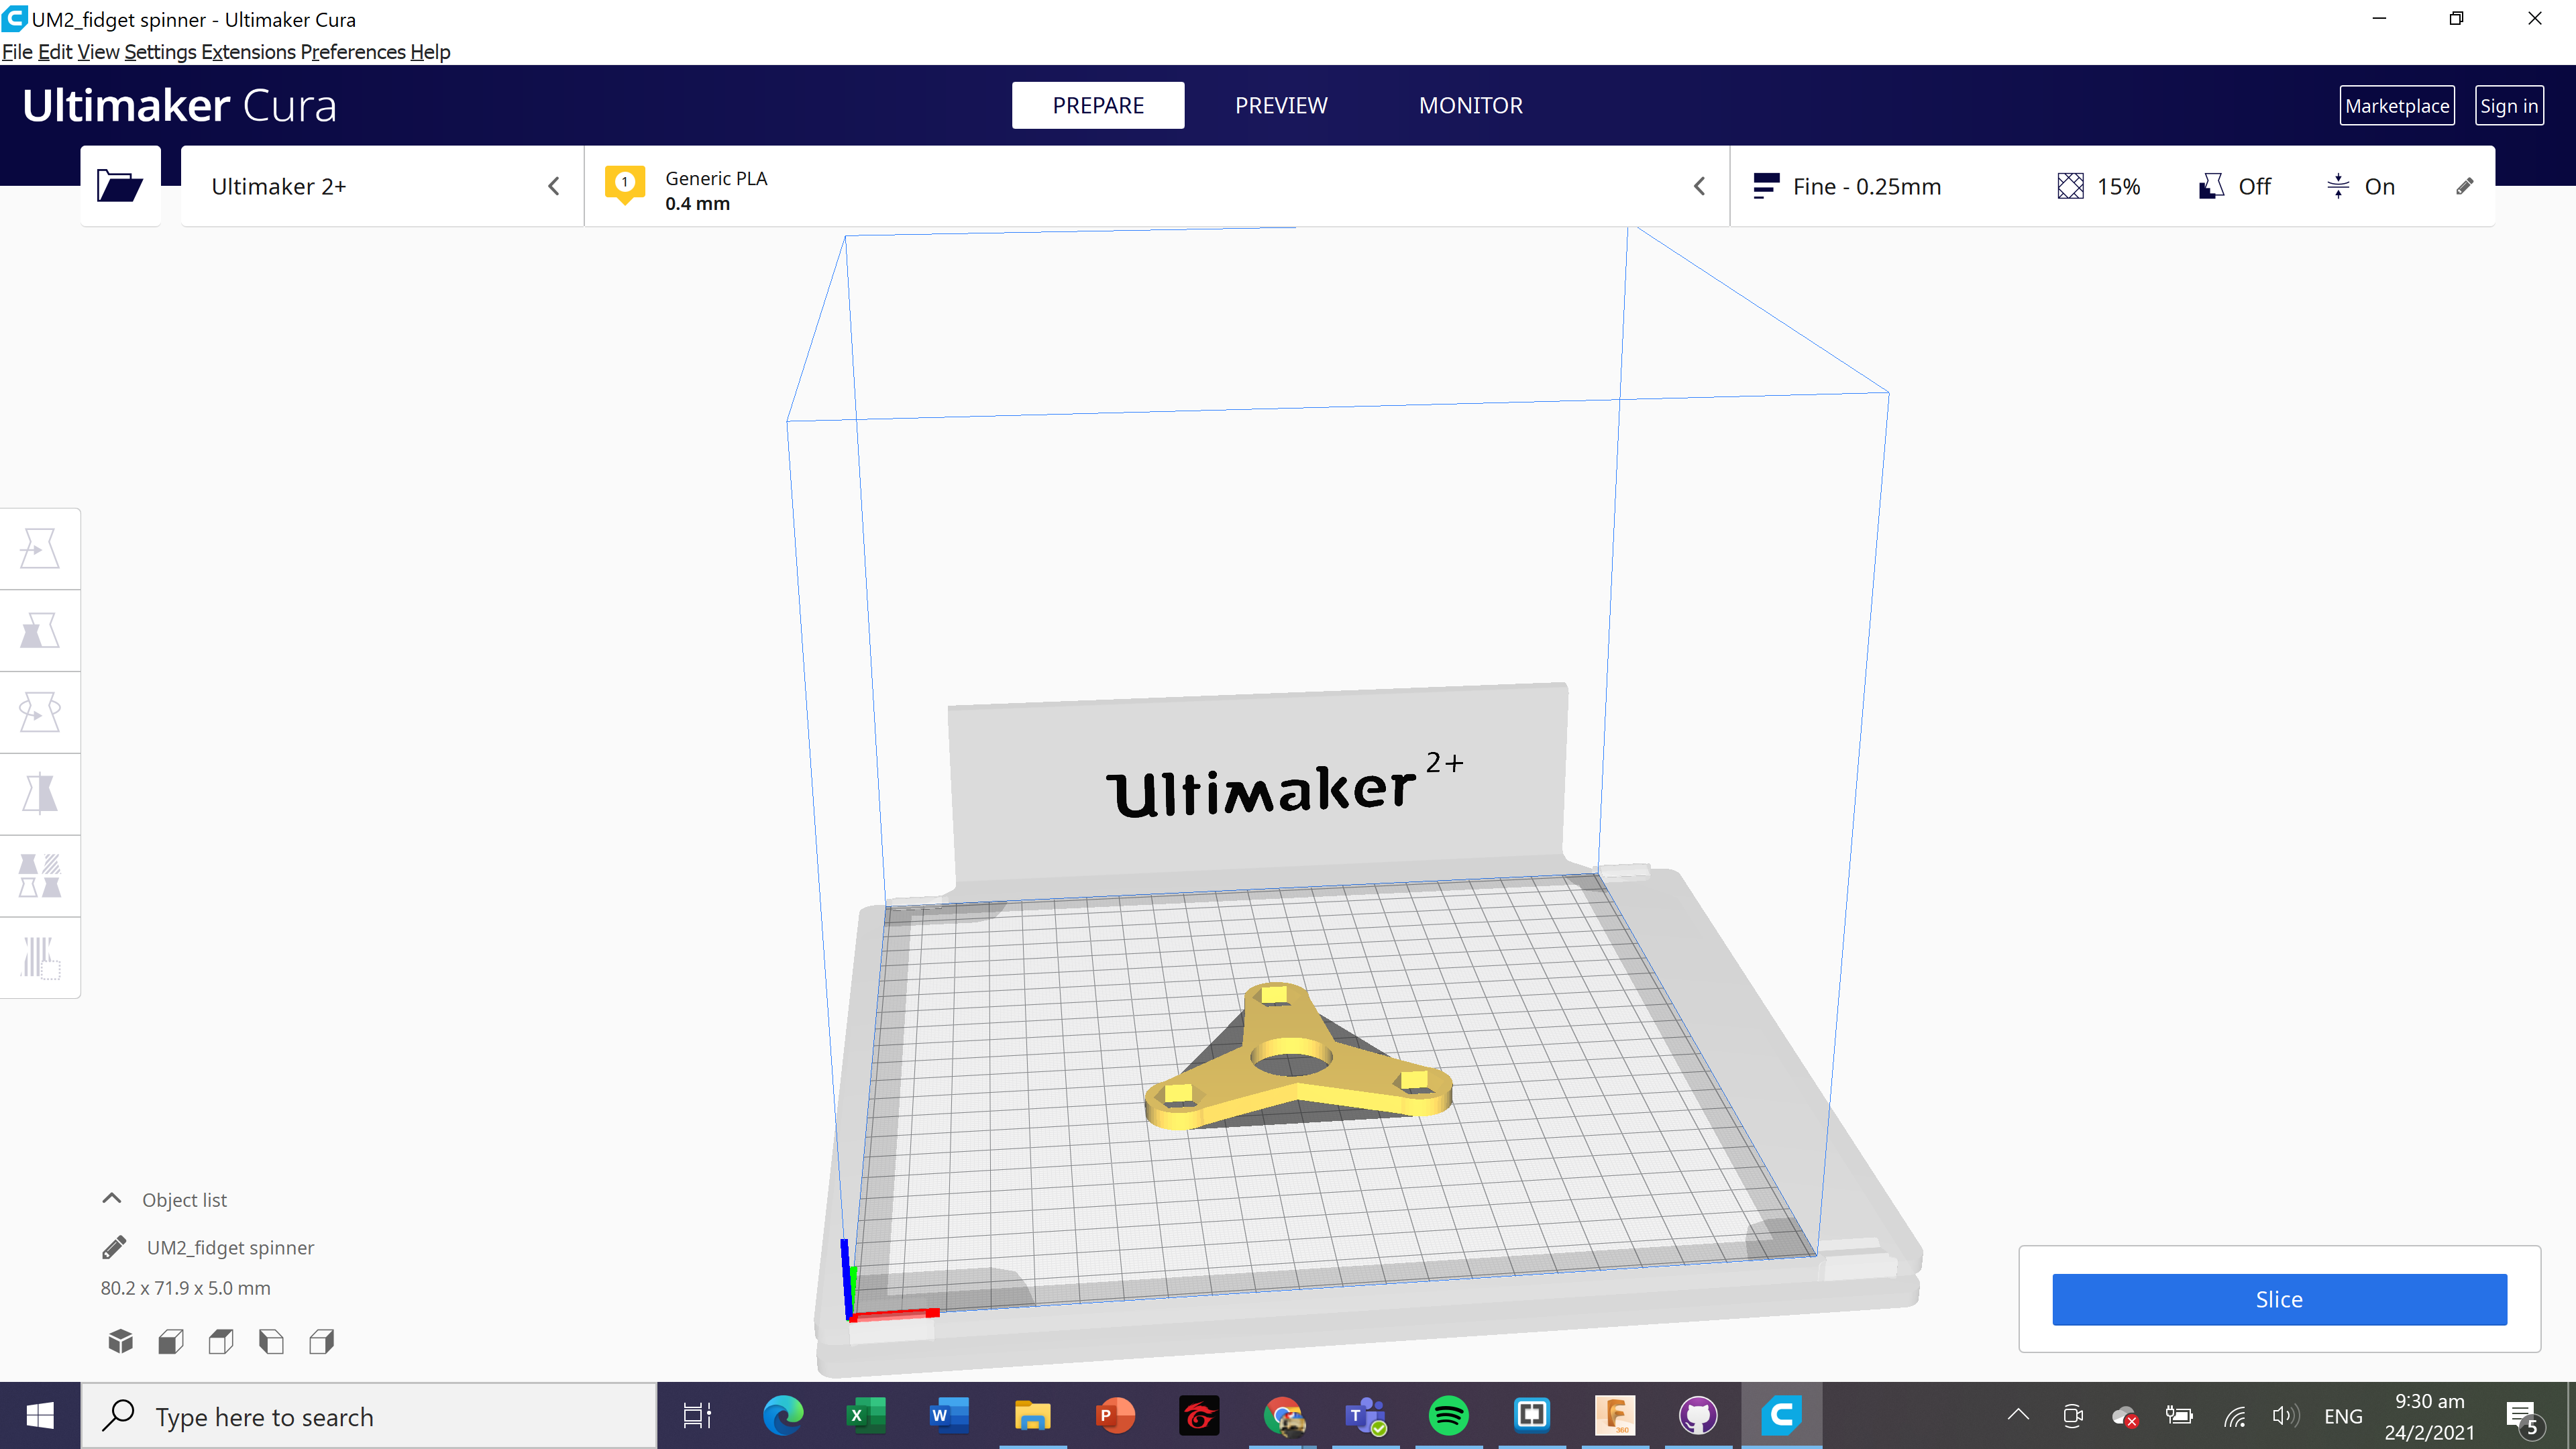 UM2_fidget spinner - Ultimaker Cura
File Edit View Settings Extensions Preferences Help
Ultimaker Cura
PREPARE
PREVIEW
MONITOR
Marketplace
Sign in
Ultimaker 2+
1
Generic PLA
0.4 mm
Fine - 0.25mm
15%
Off
On
Ultimaker 2+
Object list
UM2_fidget spinner
80.2 x 71.9 x 5.0 mm
Slice
Type here to search
ENG
9:30 am
24/2/2021
5